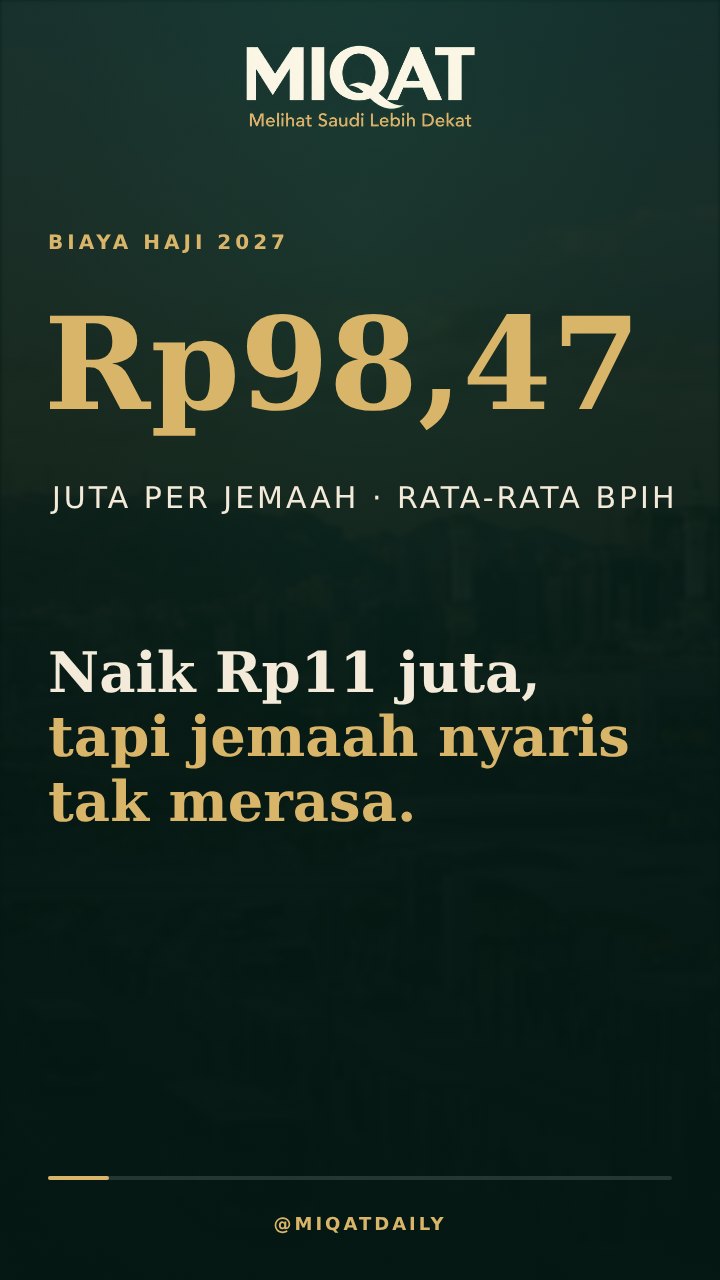 MIQAT
Melihat Saudi Lebih Dekat
BIAYA HAJI 2027
Rp98,47
JUTA PER JEMAAH · RATA-RATA BPIH
Naik Rp11 juta,
tapi jemaah nyaris
tak merasa.
@MIQATDAILY